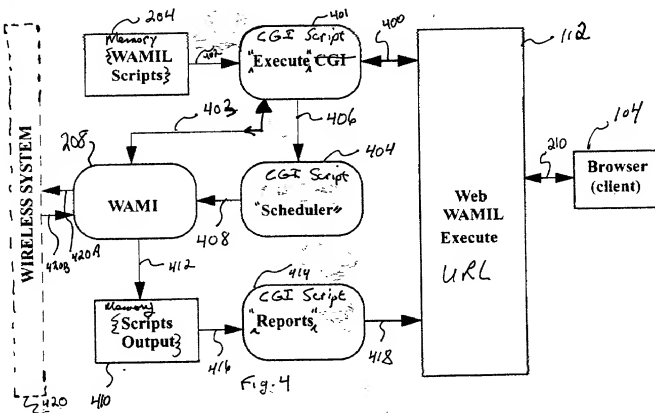 204
Memory
{WAMIL
Scripts}
402
401
CGI Script
"Execute" CGI
400
112
403
406
208
WAMI
404
CGI Script
"Scheduler"
408
210
104
Browser
(client)
Web
WAMIL
Execute
URL
WIRELESS SYSTEM
420B
420A
412
Memory
{Scripts
Output}
410
416
414
CGI Script
"Reports"
418
420
Fig. 4